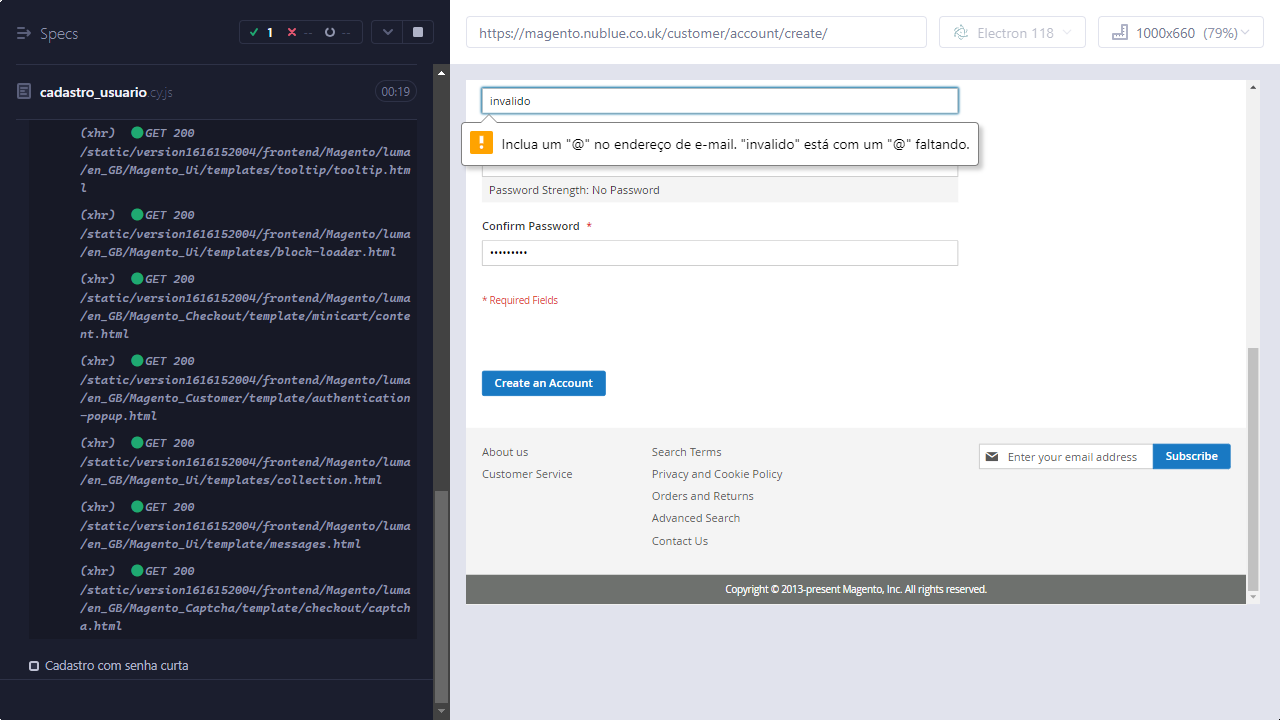 Specs
1
--
--
cadastro_usuario.cy.js
00:19
(xhr) GET 200
/static/version1616152004/frontend/Magento/luma
/en_GB/Magento_Ui/templates/tooltip/tooltip.htm
l
(xhr) GET 200
/static/version1616152004/frontend/Magento/luma
/en_GB/Magento_Ui/templates/block-loader.html
(xhr) GET 200
/static/version1616152004/frontend/Magento/luma
/en_GB/Magento_Checkout/template/minicart/conte
nt.html
(xhr) GET 200
/static/version1616152004/frontend/Magento/luma
/en_GB/Magento_Customer/template/authentication
-popup.html
(xhr) GET 200
/static/version1616152004/frontend/Magento/luma
/en_GB/Magento_Ui/templates/collection.html
(xhr) GET 200
/static/version1616152004/frontend/Magento/luma
/en_GB/Magento_Ui/template/messages.html
(xhr) GET 200
/static/version1616152004/frontend/Magento/luma
/en_GB/Magento_Captcha/template/checkout/captch
a.html
Cadastro com senha curta
https://magento.nublue.co.uk/customer/account/create/
Electron 118
1000x660 (79%)
invalido
Inclua um "@" no endereço de e-mail. "invalido" está com um "@" faltando.
Password Strength: No Password
Confirm Password *
•••••••••
* Required Fields
Create an Account
About us
Customer Service
Search Terms
Privacy and Cookie Policy
Orders and Returns
Advanced Search
Contact Us
Enter your email address
Subscribe
Copyright © 2013-present Magento, Inc. All rights reserved.